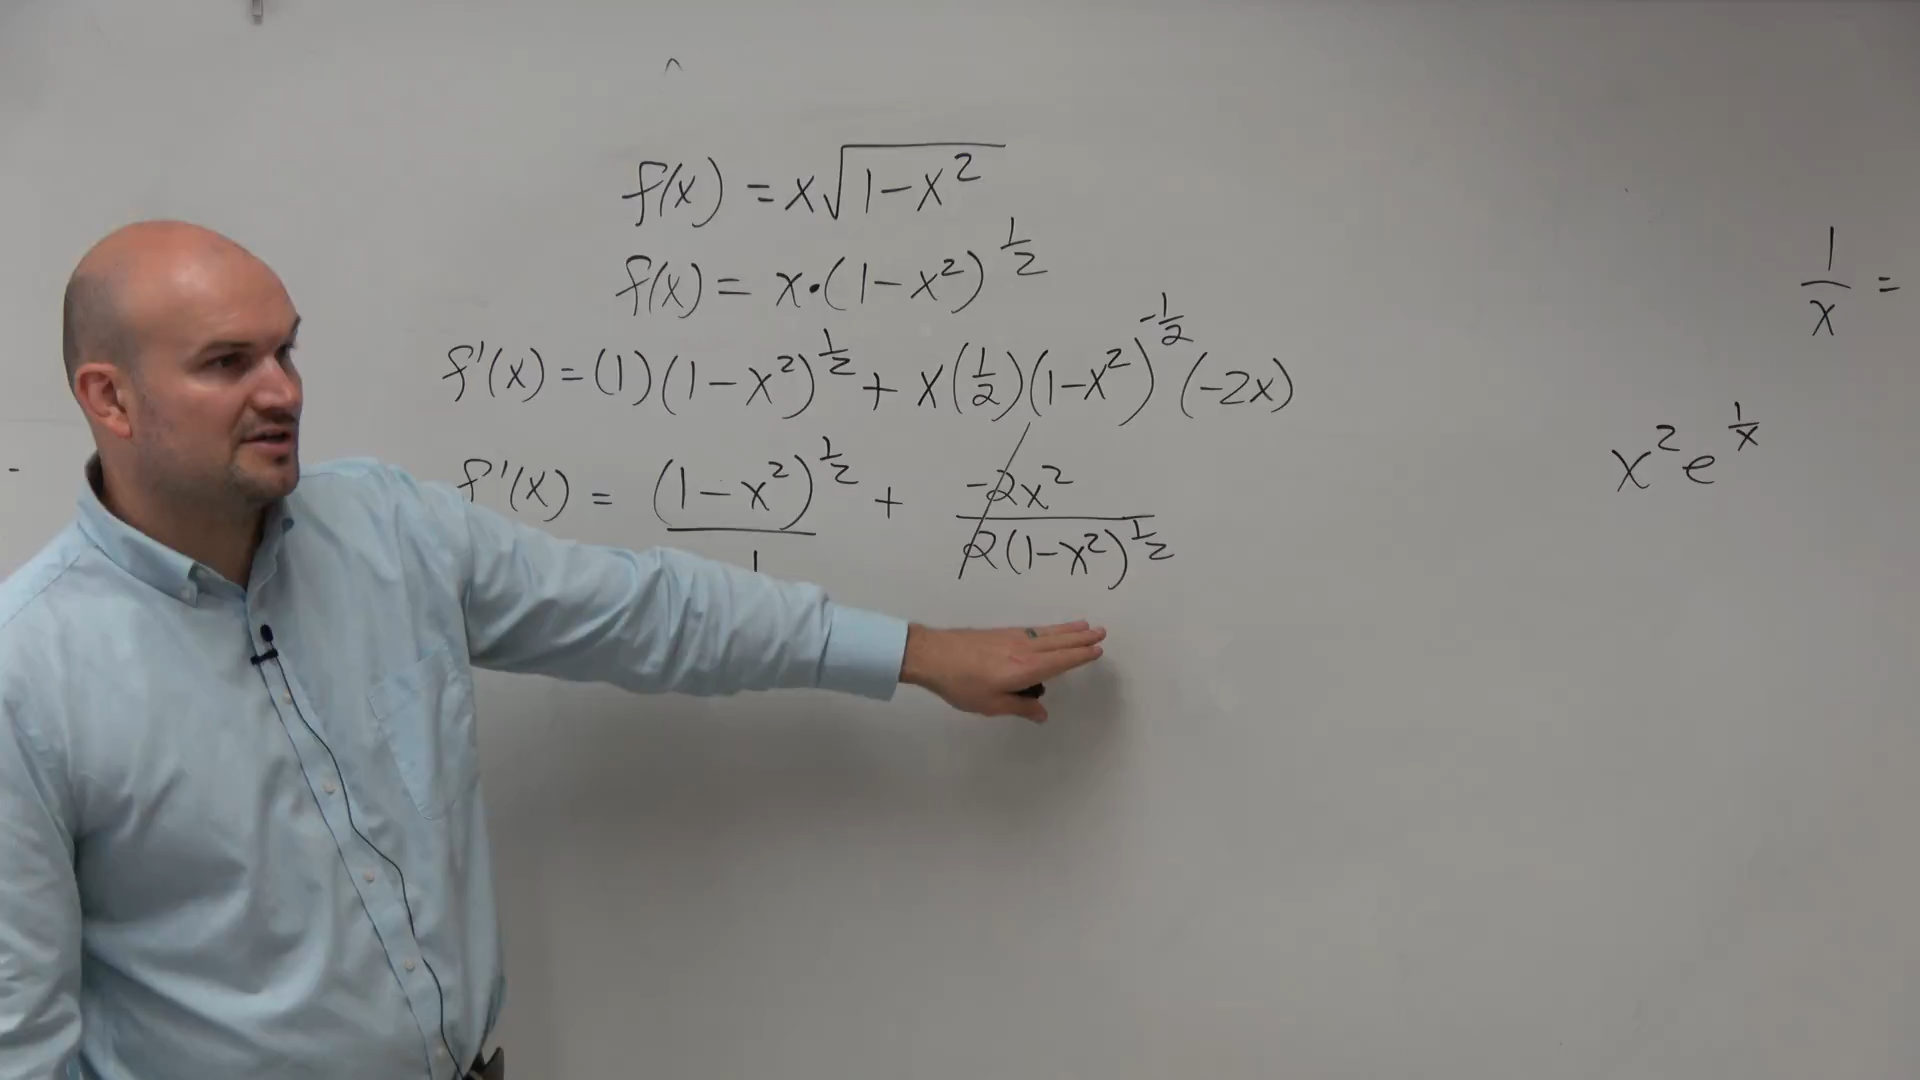 f(x) = x√(1-x²)
f(x) = x•(1-x²)^(1/2)
f'(x) = (1)(1-x²)^(1/2) + x(1/2)(1-x²)^(-1/2)(-2x)
f'(x) = (1-x²)^(1/2)/1 + -2x²/2(1-x²)^(1/2)
1/x =
x²e^(1/x)